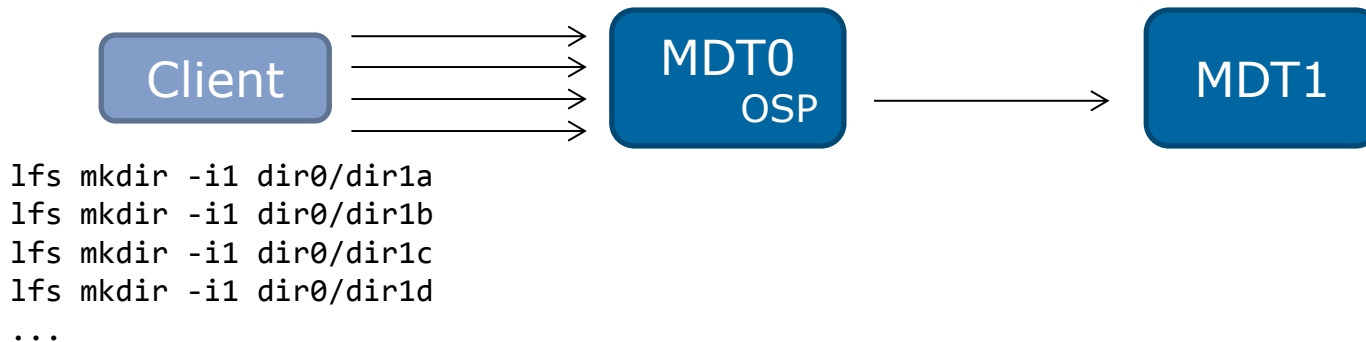 Client
MDT0
OSP
MDT1
lfs mkdir -i1 dir0/dir1a
lfs mkdir -i1 dir0/dir1b
lfs mkdir -i1 dir0/dir1c
lfs mkdir -i1 dir0/dir1d
...